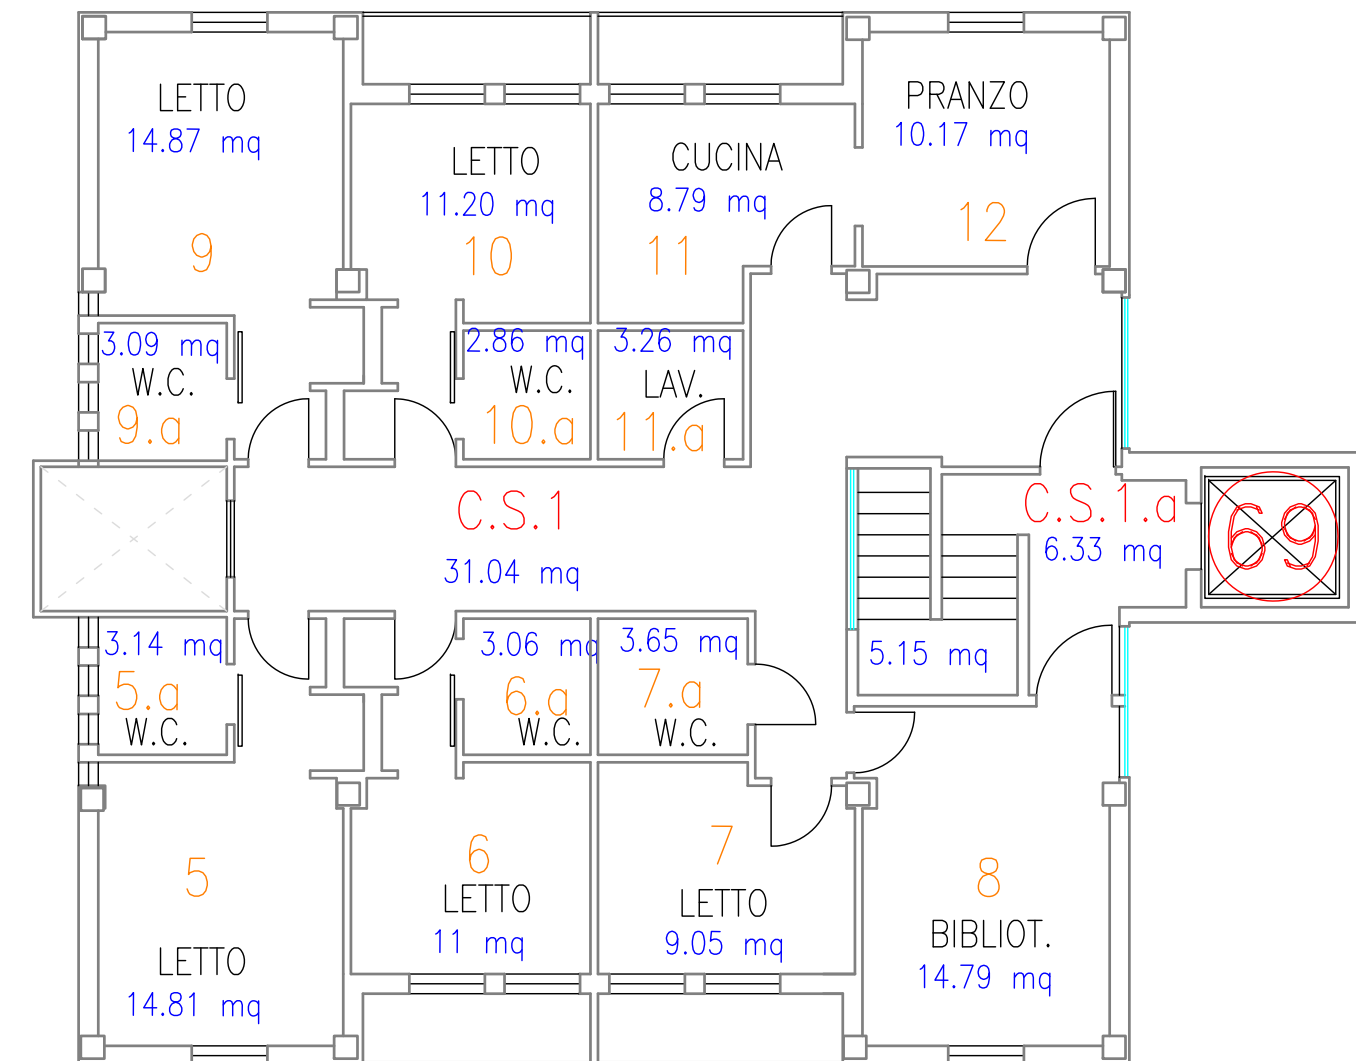 LETTO
14.87 mq
9
LETTO
11.20 mq
10
CUCINA
8.79 mq
11
PRANZO
10.17 mq
12
3.09 mq
W.C.
9.a
2.86 mq
W.C.
10.a
3.26 mq
LAV.
11.a
C.S.1
31.04 mq
C.S.1.a
6.33 mq
69
5.15 mq
3.14 mq
5.a
W.C.
3.06 mq
6.a
W.C.
3.65 mq
7.a
W.C.
5
LETTO
14.81 mq
6
LETTO
11 mq
7
LETTO
9.05 mq
8
BIBLIOT.
14.79 mq